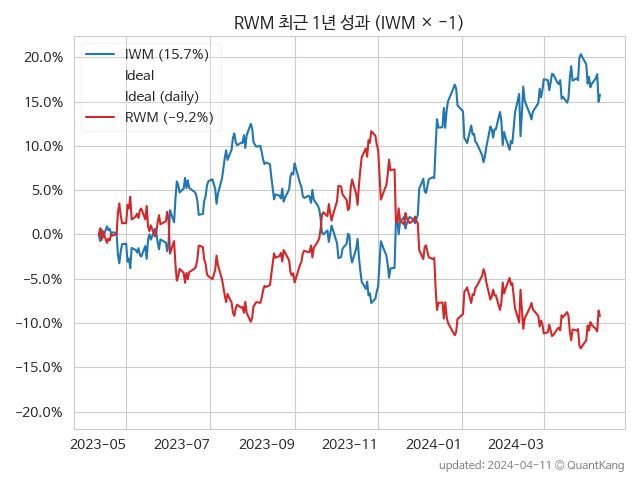 RWM 최근 1년 성과 (IWM × −1)
IWM (15.7%)
Ideal
Ideal (daily)
RWM (−9.2%)
20.0%
15.0%
10.0%
5.0%
0.0%
−5.0%
−10.0%
−15.0%
−20.0%
2023-05 2023-07 2023-09 2023-11 2024-01 2024-03
updated: 2024-04-11 © QuantKang